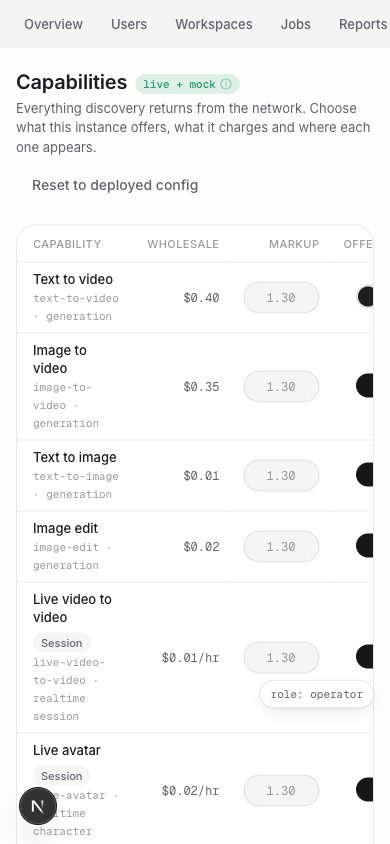 Overview Users Workspaces Jobs Reports
Capabilities live + mock
Everything discovery returns from the network. Choose
what this instance offers, what it charges and where each
one appears.
Reset to deployed config
CAPABILITY WHOLESALE MARKUP OFFE
Text to video
text-to-video
· generation
$0.40 1.30
Image to
video
image-to-
video ·
generation
$0.35 1.30
Text to image
text-to-image
· generation
$0.01 1.30
Image edit
image-edit ·
generation
$0.02 1.30
Live video to
video
Session
live-video-
to-video ·
realtime
session
$0.01/hr 1.30
role: operator
Live avatar
Session
e-avatar ·
ltime
character
$0.02/hr 1.30
N